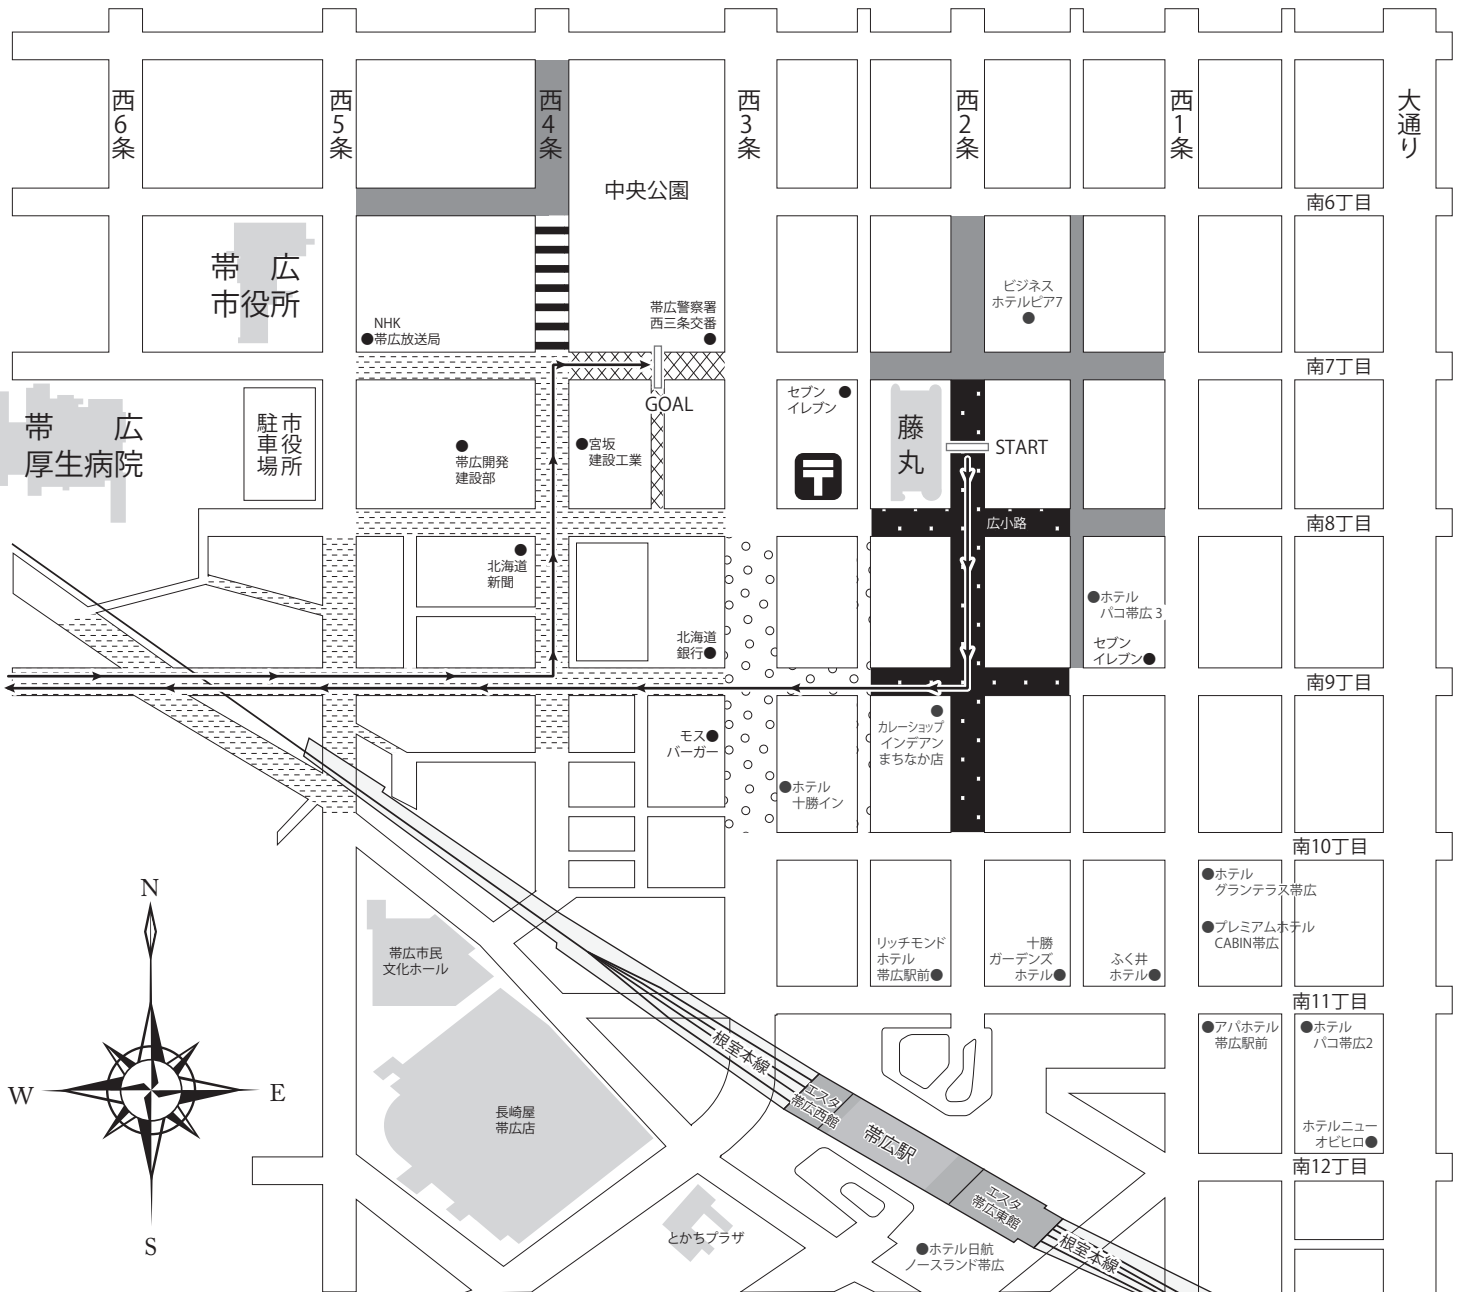 西6条
西5条
西4条
西3条
西2条
西1条
大通り
中央公園
南6丁目
帯 広
市役所
NHK
帯広放送局
帯広警察署
西三条交番
ビジネス
ホテルピア7
南7丁目
GOAL
セブン
イレブン
帯 広
厚生病院
市役所
駐車場
帯広開発
建設部
宮坂
建設工業
藤丸
START
広小路
南8丁目
北海道
新聞
北海道
銀行
ホテル
パコ帯広3
セブン
イレブン
南9丁目
モス
バーガー
カレーショップ
インデアン
まちなか店
ホテル
十勝イン
南10丁目
ホテル
グランテラス帯広
プレミアムホテル
CABIN帯広
帯広市民
文化ホール
リッチモンド
ホテル
帯広駅前
十勝
ガーデンズ
ホテル
ふく井
ホテル
南11丁目
アパホテル
帯広駅前
ホテル
パコ帯広2
根室本線
エスタ
帯広西館
帯広駅
エスタ
帯広東館
根室本線
長崎屋
帯広店
ホテルニュー
オビヒロ
南12丁目
とかちプラザ
ホテル日航
ノースランド帯広
N
W
E
S